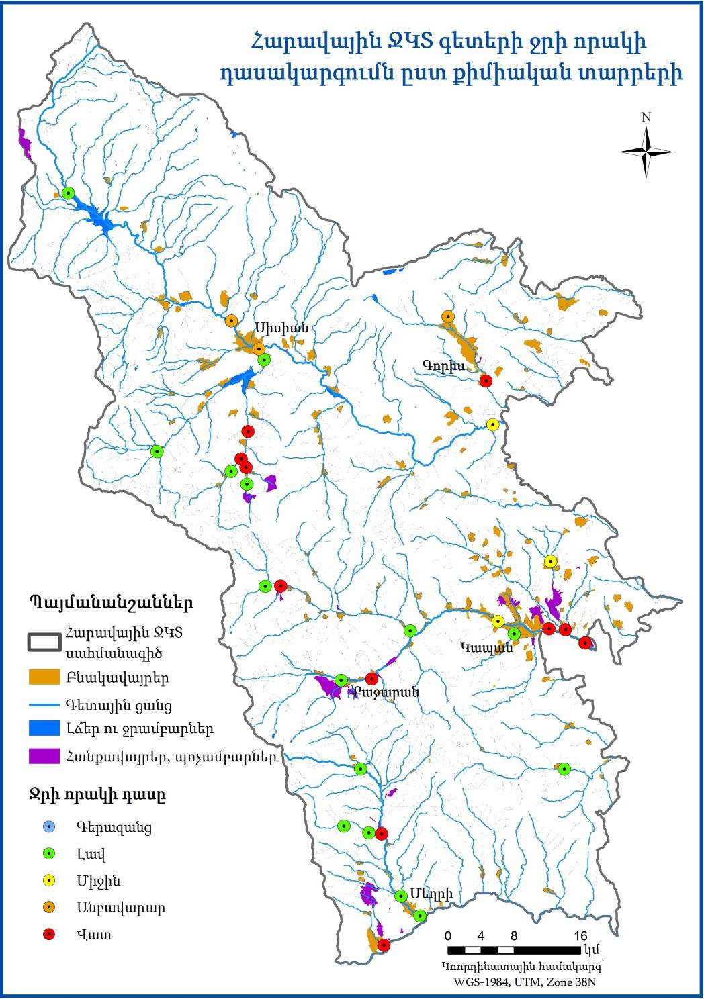 Հարավային ՋԿՏ գետերի ջրի որակի
դասակարգումն ըստ քիմիական տարրերի
N
Սիսիան
Գորիս
Կապան
Քաջարան
Մեղրի
Պայմանանշաններ
Հարավային ՋԿՏ
սահմանագիծ
Բնակավայրեր
Գետային ցանց
Լճեր ու ջրամբարներ
Հանքավայրեր, պոչամբարներ
Ջրի որակի դասը
Գերազանց
Լավ
Միջին
Անբավարար
Վատ
0 4 8 16
կմ
Կոորդինատային համակարգ՝
WGS-1984, UTM, Zone 38N